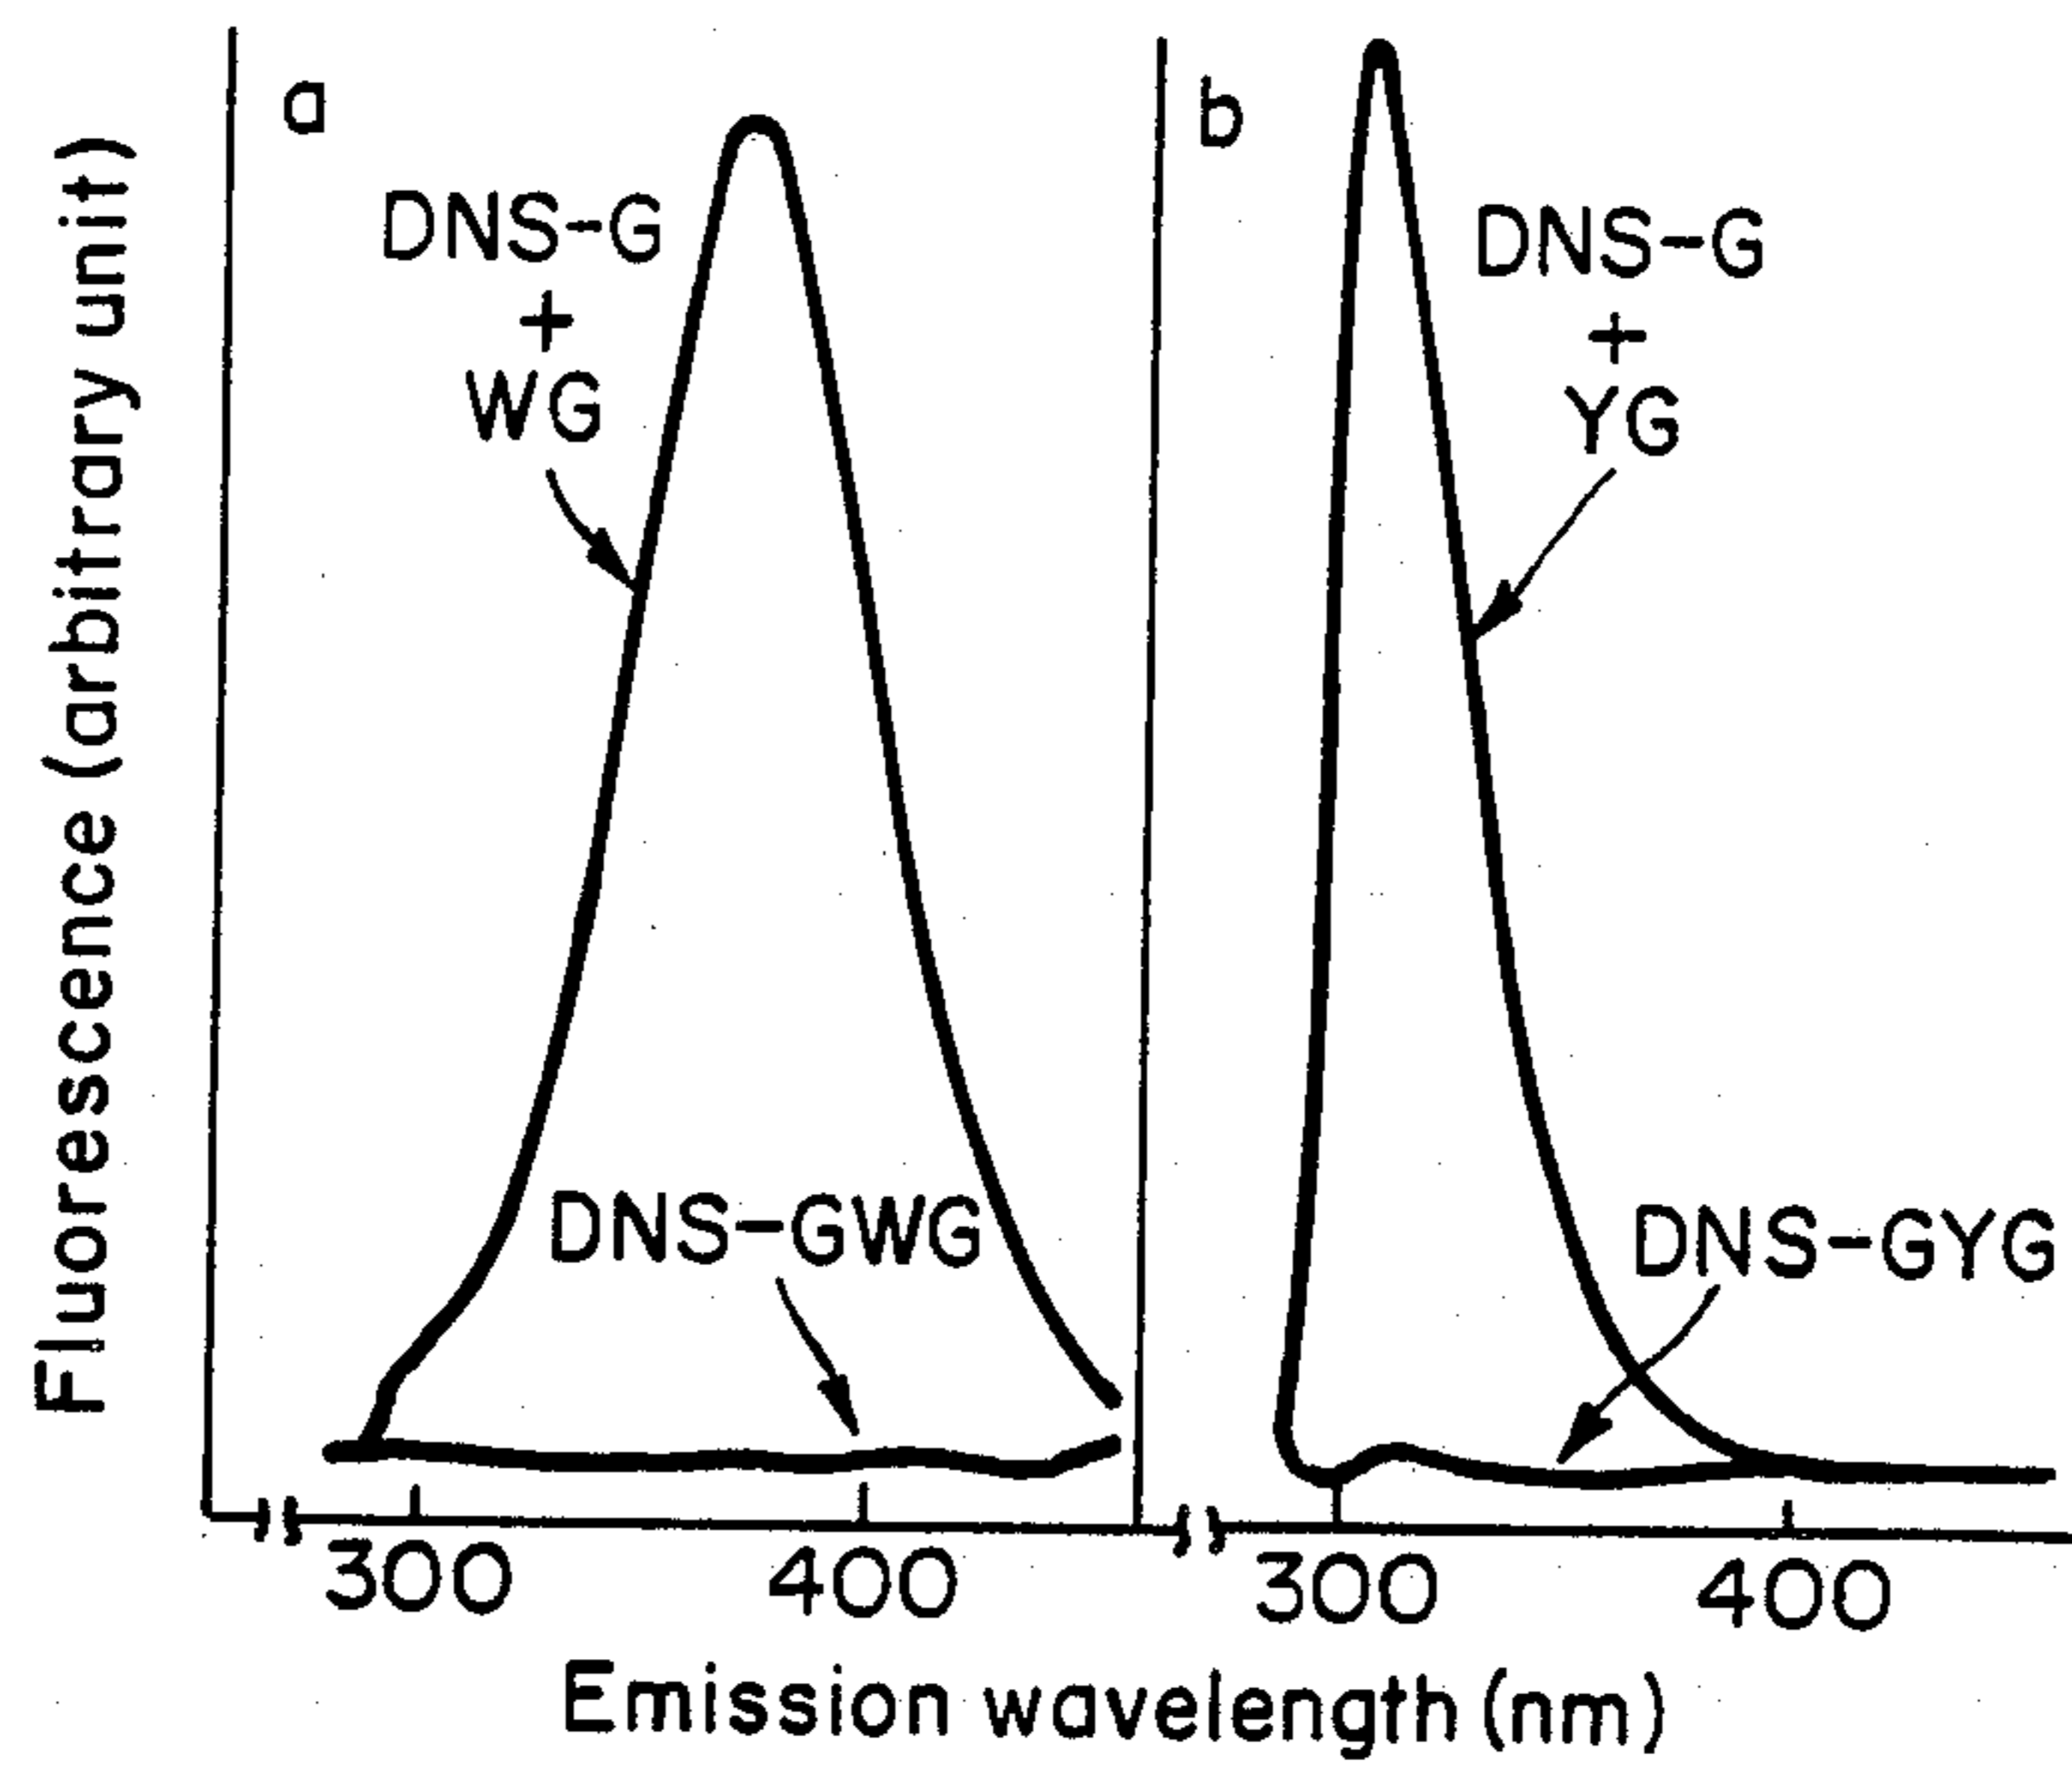 Fluorescence (arbitrary unit)
a
DNS-G
+
WG
DNS-GWG
300
400
b
DNS-G
+
YG
DNS-GYG
300
400
Emission wavelength (nm)